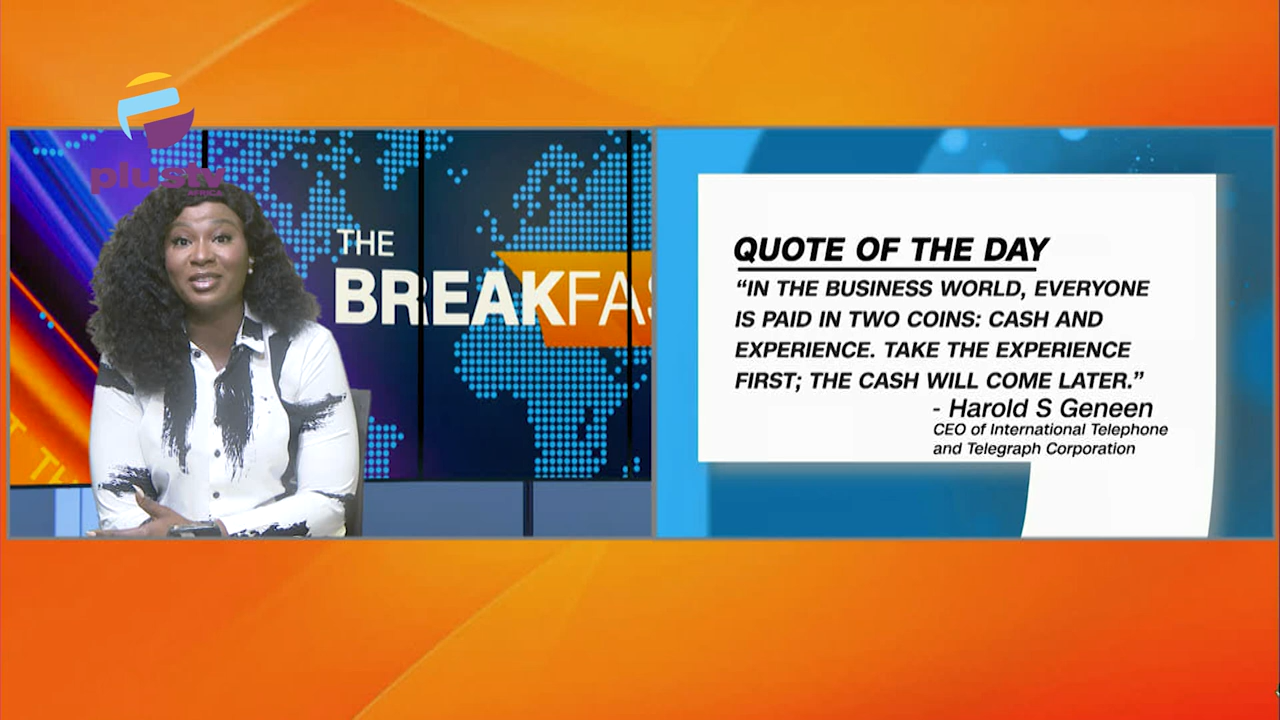 plustv
AFRICA
THE
BREAKFAS
QUOTE OF THE DAY
“IN THE BUSINESS WORLD, EVERYONE
IS PAID IN TWO COINS: CASH AND
EXPERIENCE. TAKE THE EXPERIENCE
FIRST; THE CASH WILL COME LATER.”
- Harold S Geneen
CEO of International Telephone
and Telegraph Corporation